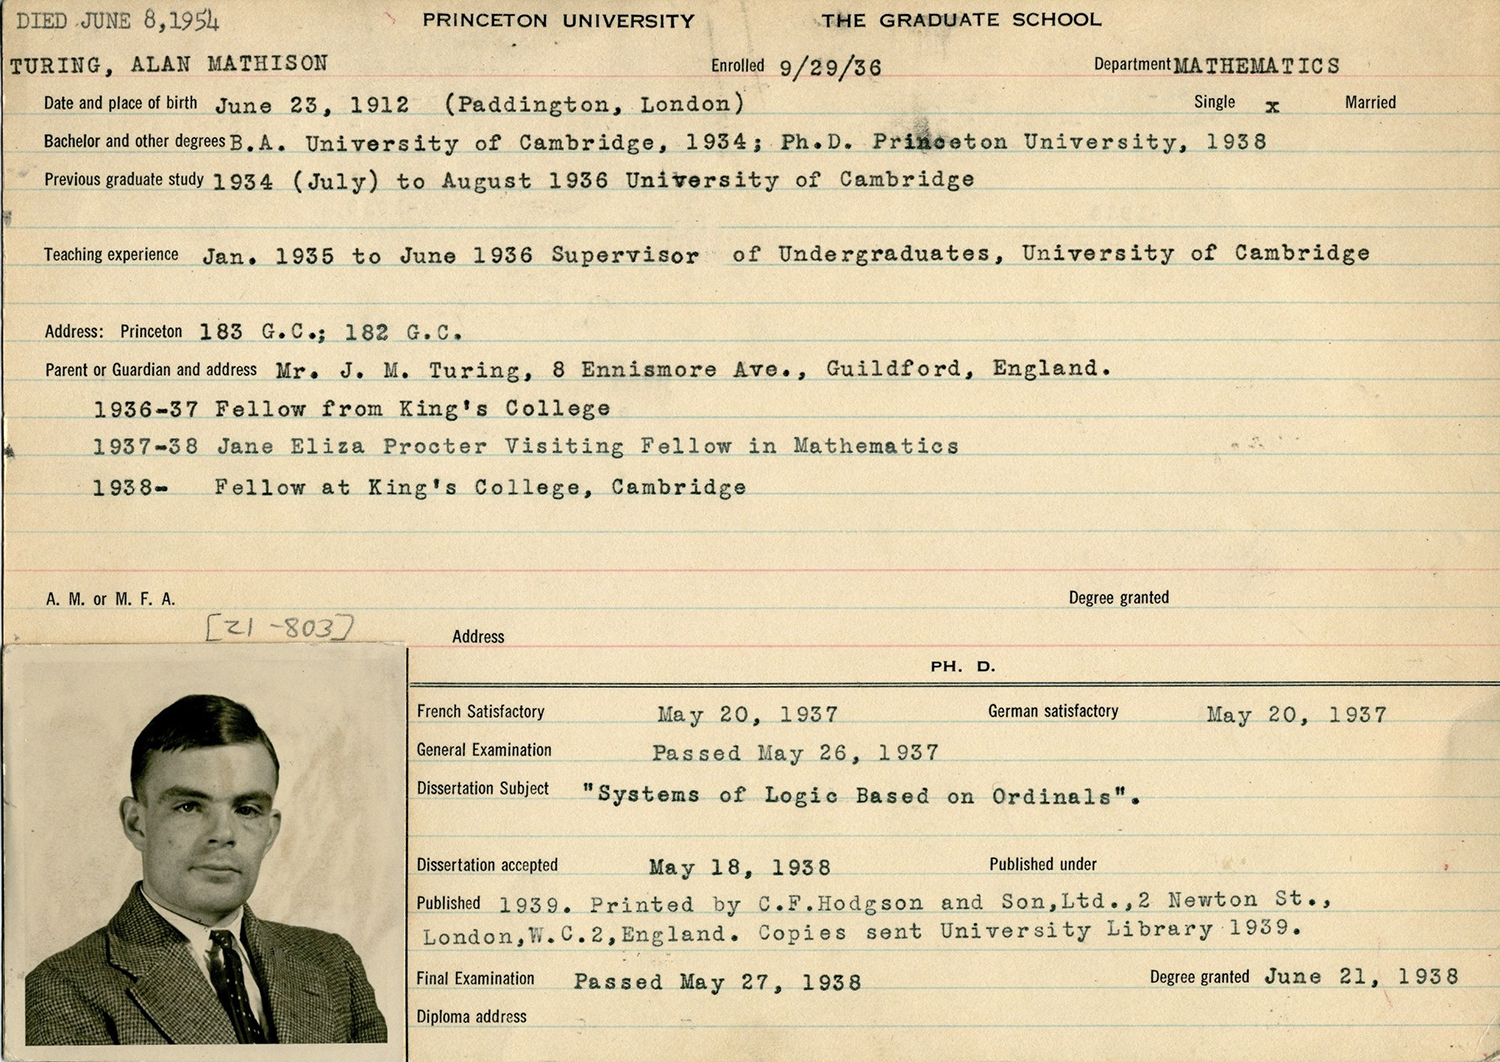 DIED JUNE 8,1954 PRINCETON UNIVERSITY THE GRADUATE SCHOOL
TURING, ALAN MATHISON Enrolled 9/29/36 Department MATHEMATICS
Date and place of birth June 23, 1912 (Paddington, London) Single x Married
Bachelor and other degrees B.A. University of Cambridge, 1934; Ph.D. Princeton University, 1938
Previous graduate study 1934 (July) to August 1936 University of Cambridge
Teaching experience Jan. 1935 to June 1936 Supervisor of Undergraduates, University of Cambridge
Address: Princeton 183 G.C.; 182 G.C.
Parent or Guardian and address Mr. J. M. Turing, 8 Ennismore Ave., Guildford, England.
1936-37 Fellow from King's College
1937-38 Jane Eliza Procter Visiting Fellow in Mathematics
1938- Fellow at King's College, Cambridge
A. M. or M. F. A. Degree granted
[21-803]
Address
PH. D.
French Satisfactory May 20, 1937 German satisfactory May 20, 1937
General Examination Passed May 26, 1937
Dissertation Subject "Systems of Logic Based on Ordinals".
Dissertation accepted May 18, 1938 Published under
Published 1939. Printed by C.F.Hodgson and Son,Ltd.,2 Newton St.,
London,W.C.2,England. Copies sent University Library 1939.
Final Examination Passed May 27, 1938 Degree granted June 21, 1938
Diploma address